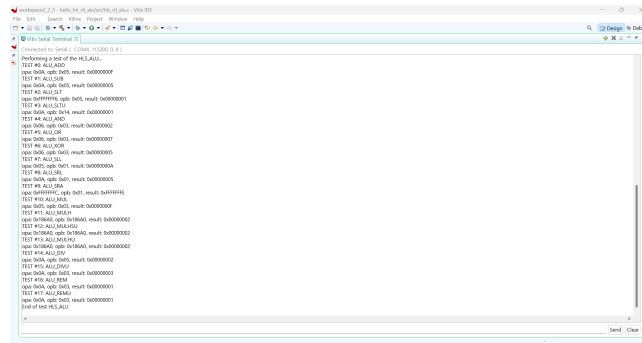 workspace2_2_5 - hello_hls_rtl_alu/src/hls_rtl_alu.c - Vitis IDE
File Edit Search Xilinx Project Window Help
Design Deb
Vitis Serial Terminal
Connected to: Serial ( COM4, 115200, 0, 8 )
Performing a test of the HLS_ALU...
TEST #0: ALU_ADD
opa: 0x0A, opb: 0x05, result: 0x0000000F
TEST #1: ALU_SUB
opa: 0x0A, opb: 0x05, result: 0x00000005
TEST #2: ALU_SLT
opa: 0xFFFFFFF6, opb: 0x05, result: 0x00000001
TEST #3: ALU_SLTU
opa: 0x0A, opb: 0x14, result: 0x00000001
TEST #4: ALU_AND
opa: 0x06, opb: 0x03, result: 0x00000002
TEST #5: ALU_OR
opa: 0x06, opb: 0x03, result: 0x00000007
TEST #6: ALU_XOR
opa: 0x06, opb: 0x03, result: 0x00000005
TEST #7: ALU_SLL
opa: 0x05, opb: 0x01, result: 0x0000000A
TEST #8: ALU_SRL
opa: 0x0A, opb: 0x01, result: 0x00000005
TEST #9: ALU_SRA
opa: 0xFFFFFFFC, opb: 0x01, result: 0xFFFFFFFE
TEST #10: ALU_MUL
opa: 0x05, opb: 0x03, result: 0x0000000F
TEST #11: ALU_MULH
opa: 0x186A0, opb: 0x186A0, result: 0x00000002
TEST #12: ALU_MULHSU
opa: 0x186A0, opb: 0x186A0, result: 0x00000002
TEST #13: ALU_MULHU
opa: 0x186A0, opb: 0x186A0, result: 0x00000002
TEST #14: ALU_DIV
opa: 0x0A, opb: 0x05, result: 0x00000002
TEST #15: ALU_DIVU
opa: 0x0A, opb: 0x03, result: 0x00000003
TEST #16: ALU_REM
opa: 0x0A, opb: 0x03, result: 0x00000001
TEST #17: ALU_REMU
opa: 0x0A, opb: 0x03, result: 0x00000001
End of test HLS_ALU
Send Clear